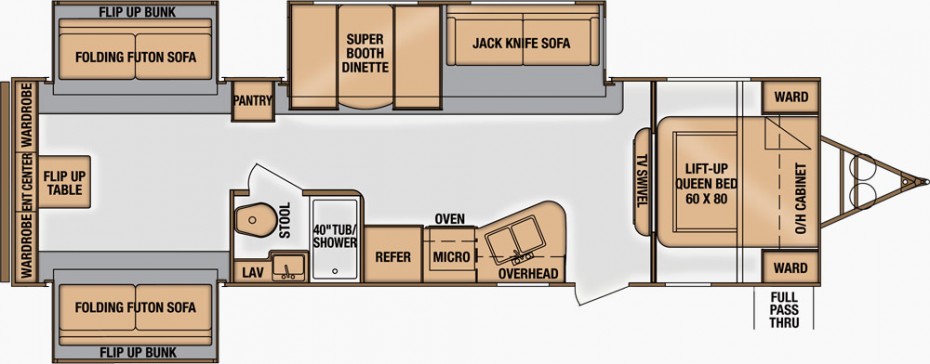 FLIP UP BUNK
FOLDING FUTON SOFA
SUPER
BOOTH
DINETTE
JACK KNIFE SOFA
WARDROBE
PANTRY
WARD
ENT CENTER
FLIP UP
TABLE
TV SWIVEL
LIFT-UP
QUEEN BED
60 X 80
O/H CABINET
WARDROBE
STOOL
40" TUB/
SHOWER
OVEN
REFER
MICRO
OVERHEAD
LAV
WARD
FOLDING FUTON SOFA
FLIP UP BUNK
FULL
PASS
THRU